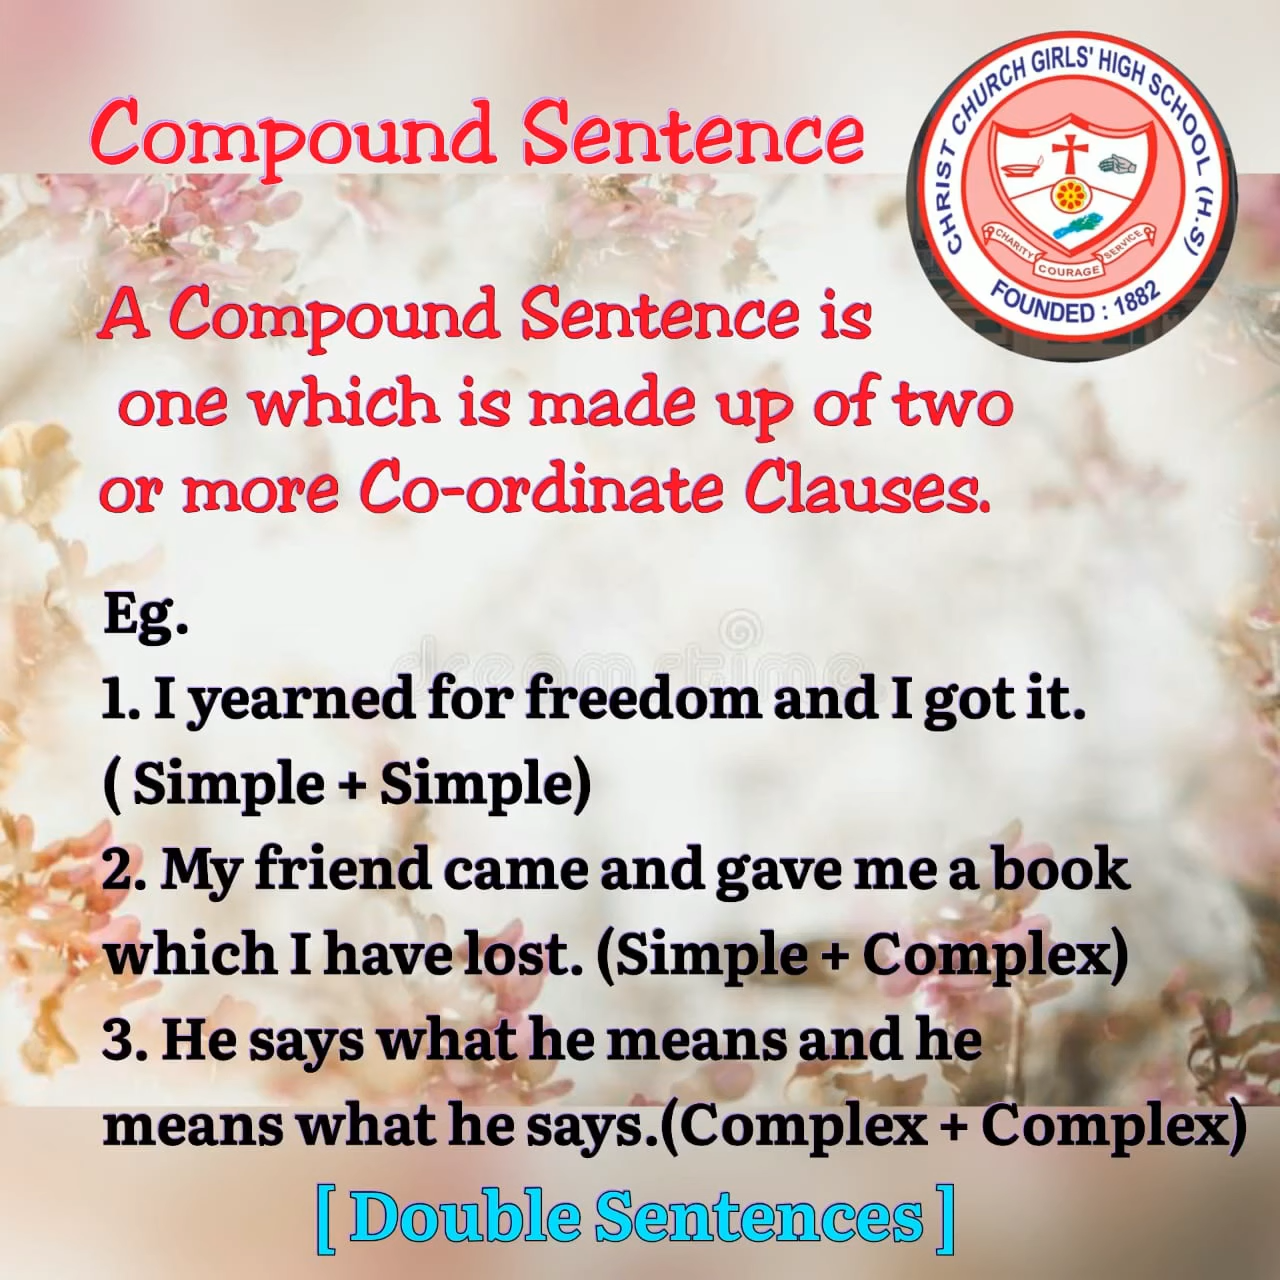 Compound Sentence
CHRIST CHURCH GIRLS' HIGH SCHOOL (H.S)
CHARITY
COURAGE
SERVICE
FOUNDED : 1882
A Compound Sentence is
one which is made up of two
or more Co-ordinate Clauses.
Eg.
dreamstime
1. I yearned for freedom and I got it.
( Simple + Simple)
2. My friend came and gave me a book
which I have lost. (Simple + Complex)
3. He says what he means and he
means what he says.(Complex + Complex)
[ Double Sentences ]